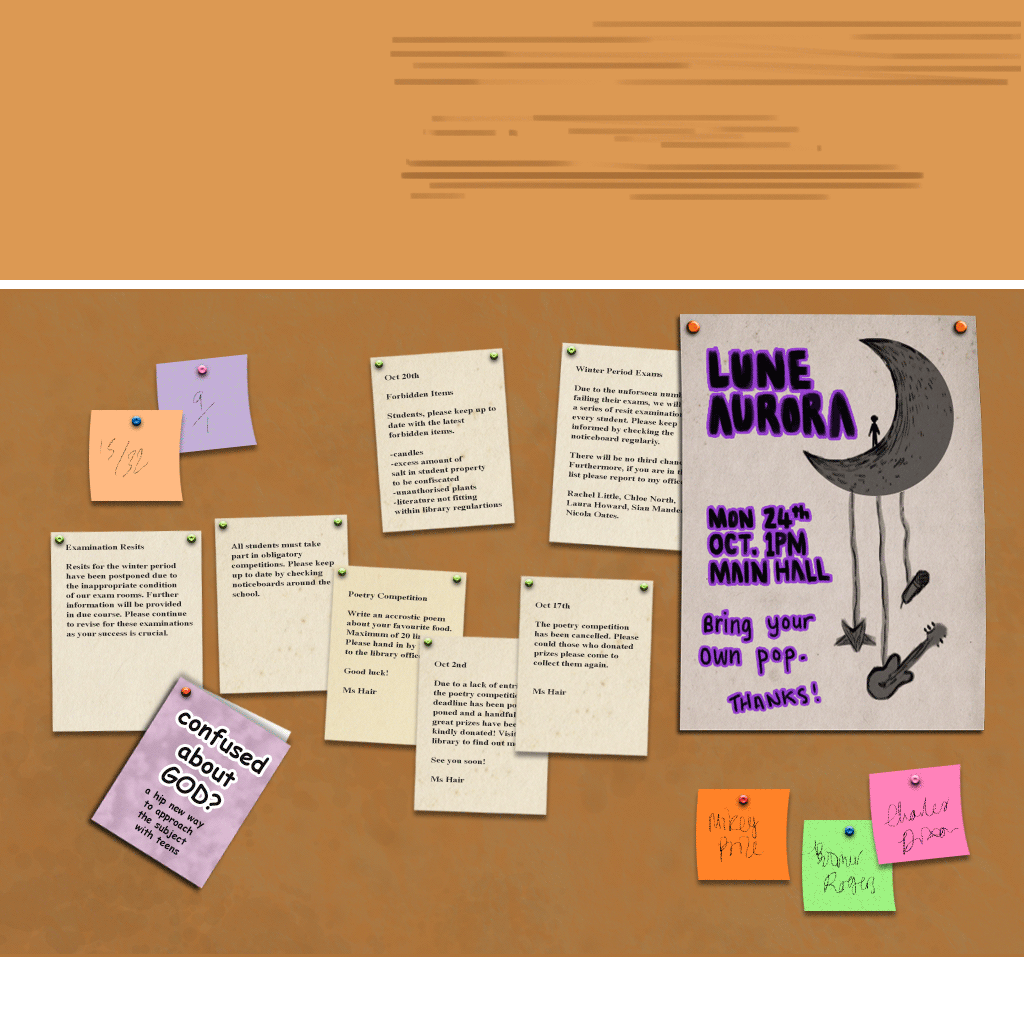 9/1
15/32
Oct 20th
Forbidden Items
Students, please keep up to
date with the latest
forbidden items.
-candles
-excess amount of
salt in student property
to be confiscated
-unauthorised plants
-literature not fitting
within library regulartions
Winter Period Exams
Due to the unforseen num
failing their exams, we wil
a series of resit examinatio
every student. Please keep
informed by checking the
noticeboard regularly.
There will be no third chan
Furthermore, if you are in t
list please report to my offic
Rachel Little, Chloe North,
Laura Howard, Sian Mande
Nicola Oates.
LUNE
AURORA
MON 24th
OCT. 1PM
MAIN HALL
Bring your
own pop.
THANKS!
Examination Resits
Resits for the winter period
have been postponed due to
the inappropriate condition
of our exam rooms. Further
information will be provided
in due course. Please continue
to revise for these examinations
as your success is crucial.
All students must take
part in obligatory
competitions. Please keep
up to date by checking
noticeboards around the
school.
Poetry Competition
Write an accrostic poem
about your favourite food.
Maximum of 20 li
Please hand in by
to the library offic
Good luck!
Ms Hair
Oct 2nd
Due to a lack of entr
the poetry competitio
deadline has been po
poned and a handful
great prizes have bee
kindly donated! Visi
library to find out m
See you soon!
Ms Hair
Oct 17th
The poetry competition
has been cancelled. Please
could those who donated
prizes please come to
collect them again.
Ms Hair
confused
about
GOD?
a hip new way
to approach
the subject
with teens
Mikey
Price
Rogers
Charles
Dixon